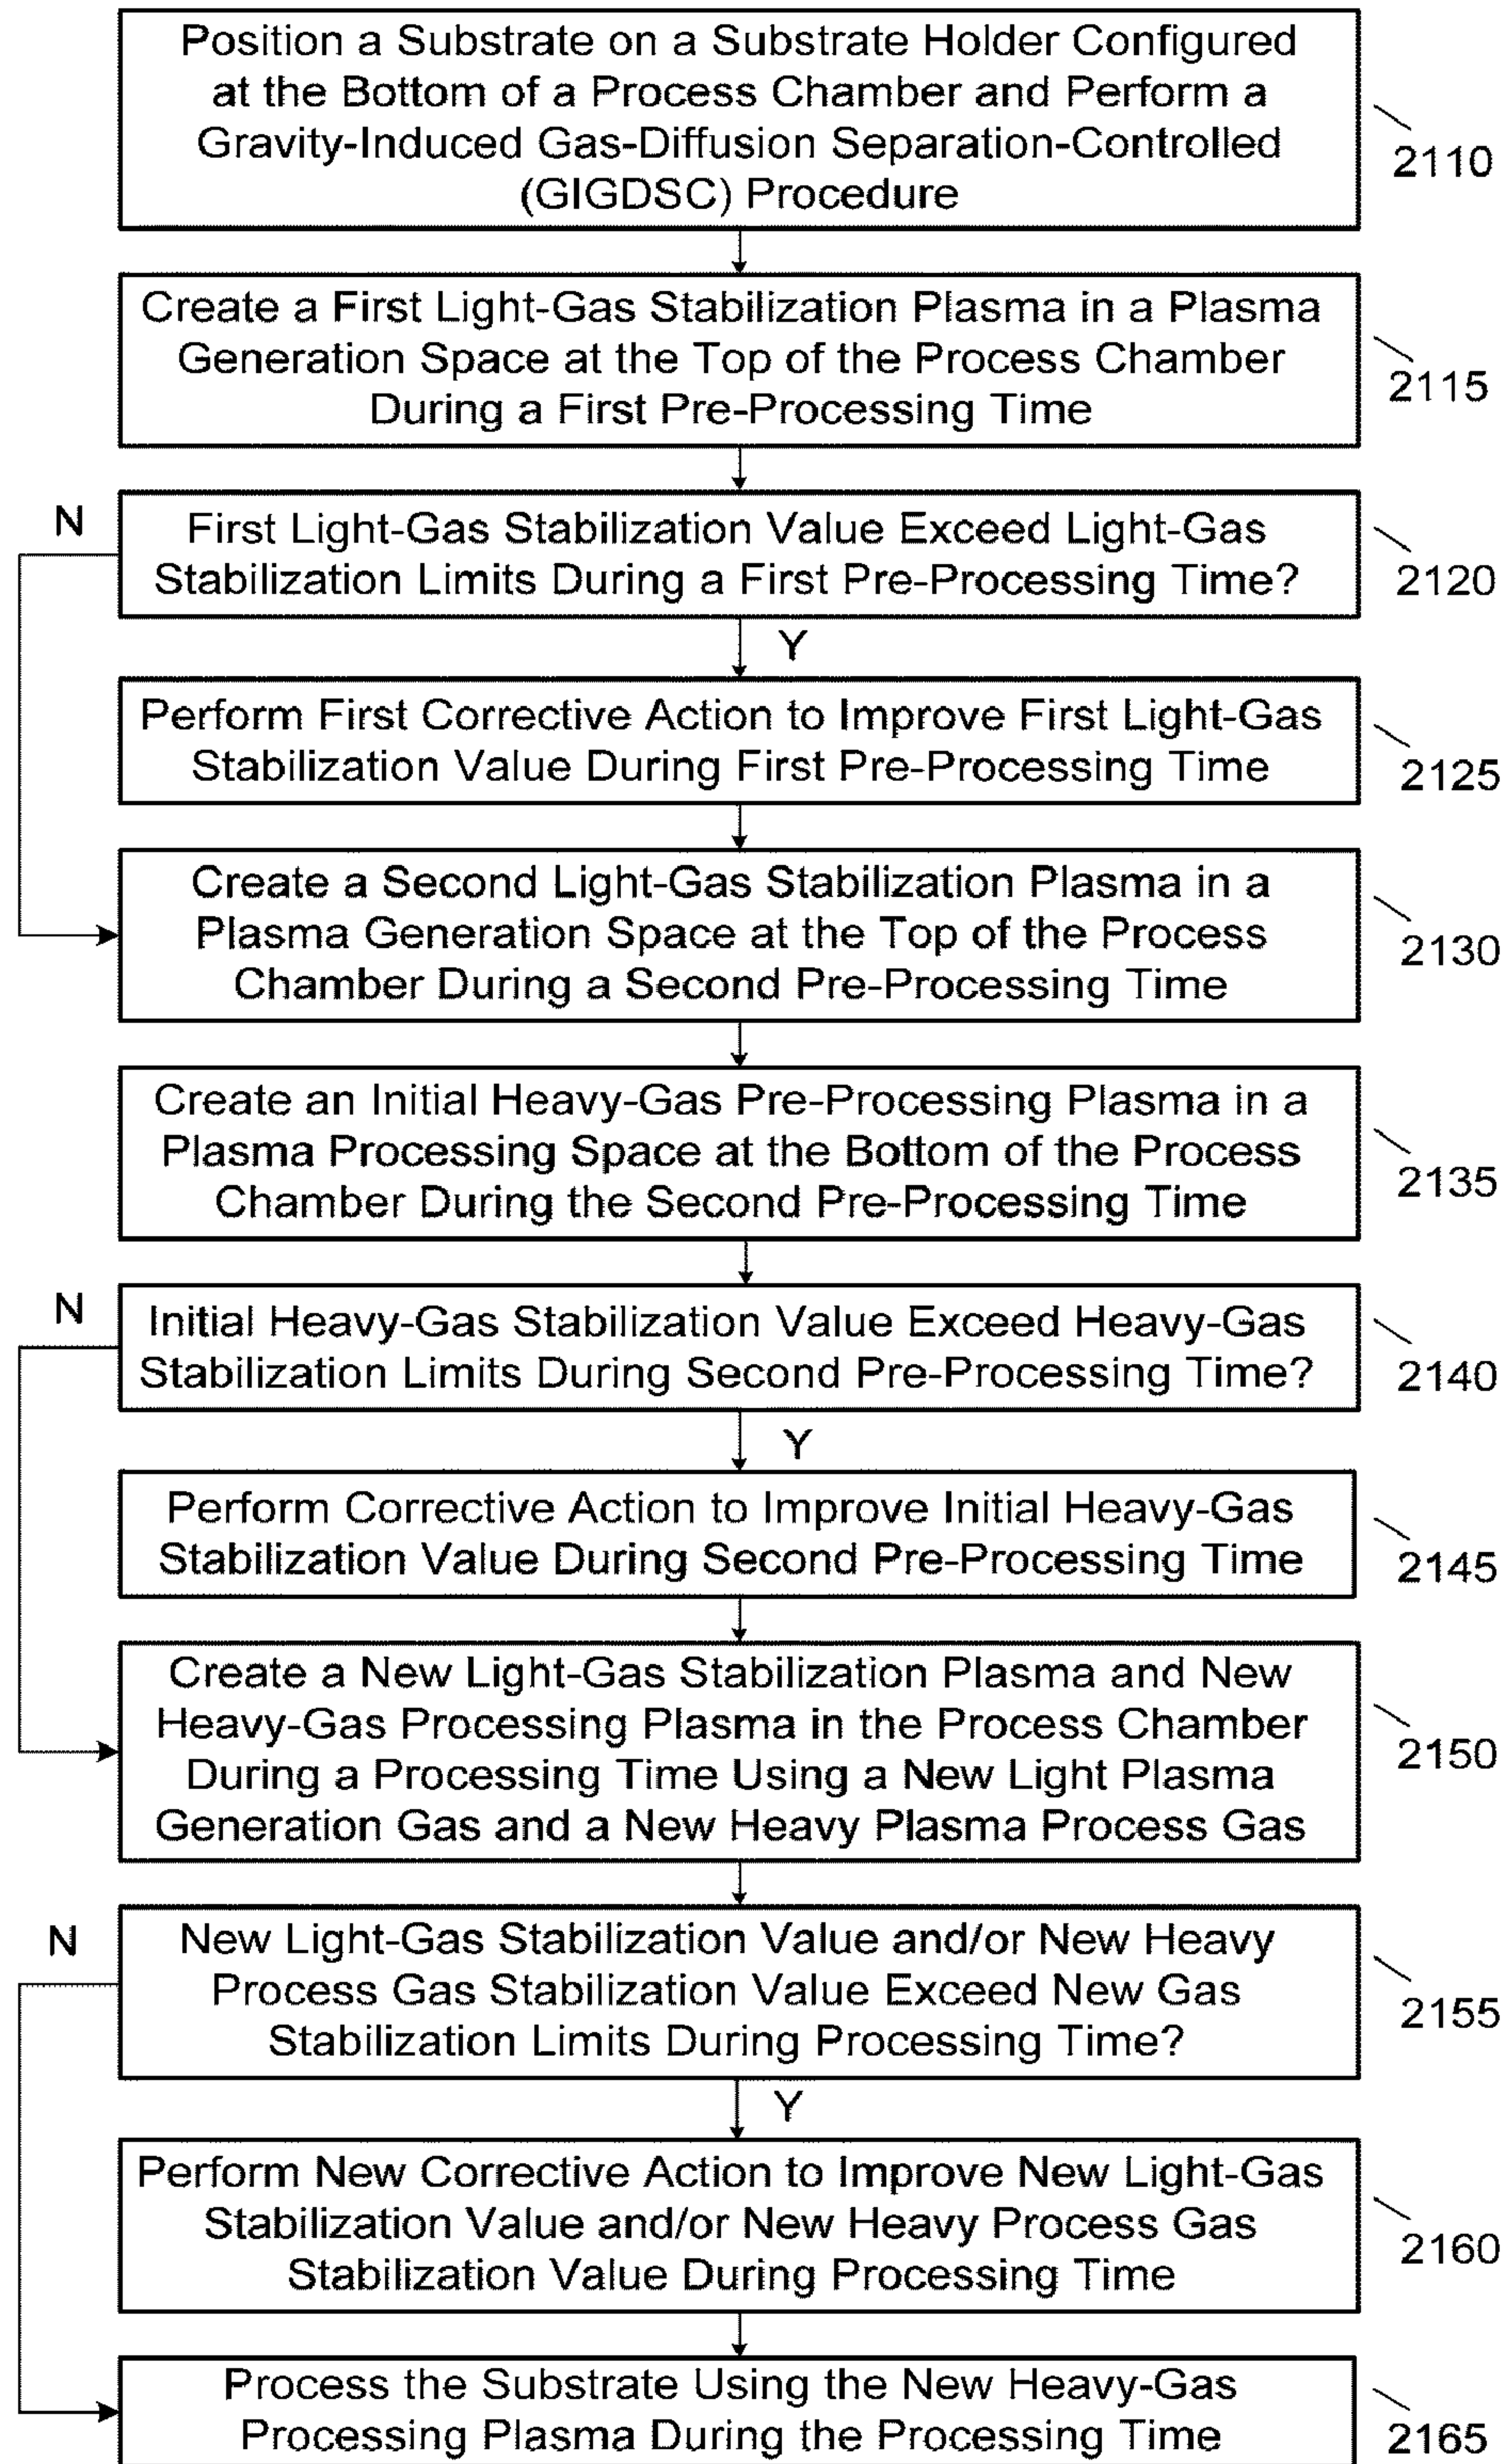 Position a Substrate on a Substrate Holder Configured
at the Bottom of a Process Chamber and Perform a
Gravity-Induced Gas-Diffusion Separation-Controlled
(GIGDSC) Procedure
2110
Create a First Light-Gas Stabilization Plasma in a Plasma
Generation Space at the Top of the Process Chamber
During a First Pre-Processing Time
2115
N
First Light-Gas Stabilization Value Exceed Light-Gas
Stabilization Limits During a First Pre-Processing Time?
2120
Y
Perform First Corrective Action to Improve First Light-Gas
Stabilization Value During First Pre-Processing Time
2125
Create a Second Light-Gas Stabilization Plasma in a
Plasma Generation Space at the Top of the Process
Chamber During a Second Pre-Processing Time
2130
Create an Initial Heavy-Gas Pre-Processing Plasma in a
Plasma Processing Space at the Bottom of the Process
Chamber During the Second Pre-Processing Time
2135
N
Initial Heavy-Gas Stabilization Value Exceed Heavy-Gas
Stabilization Limits During Second Pre-Processing Time?
2140
Y
Perform Corrective Action to Improve Initial Heavy-Gas
Stabilization Value During Second Pre-Processing Time
2145
Create a New Light-Gas Stabilization Plasma and New
Heavy-Gas Processing Plasma in the Process Chamber
During a Processing Time Using a New Light Plasma
Generation Gas and a New Heavy Plasma Process Gas
2150
N
New Light-Gas Stabilization Value and/or New Heavy
Process Gas Stabilization Value Exceed New Gas
Stabilization Limits During Processing Time?
2155
Y
Perform New Corrective Action to Improve New Light-Gas
Stabilization Value and/or New Heavy Process Gas
Stabilization Value During Processing Time
2160
Process the Substrate Using the New Heavy-Gas
Processing Plasma During the Processing Time
2165